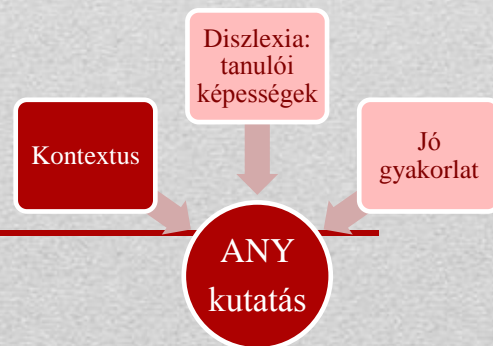 Diszlexia:
tanulói
képességek
Kontextus
Jó
gyakorlat
ANY
kutatás